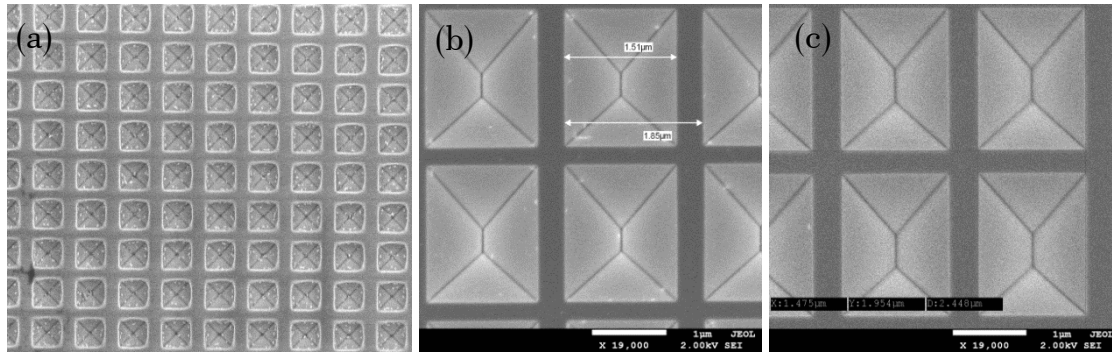 (a)
(b)
1.51μm
1.85μm
1μm JEOL
X 19,000 2.00kV SEI
(c)
X:1.475μm Y:1.954μm D:2.448μm
1μm JEOL
X 19,000 2.00kV SEI